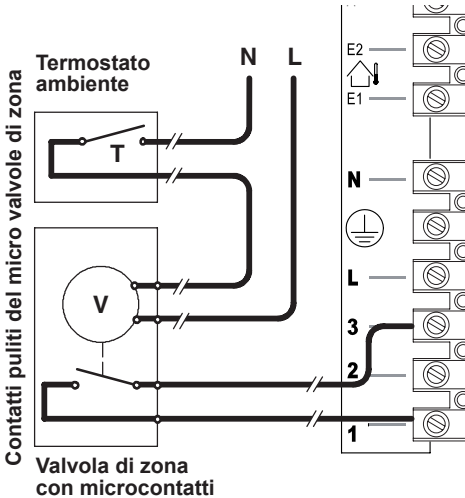 Termostato
ambiente
N
L
T
V
Contatti puliti del micro valvole di zona
Valvola di zona
con microcontatti
E2
E1
N
L
3
2
1